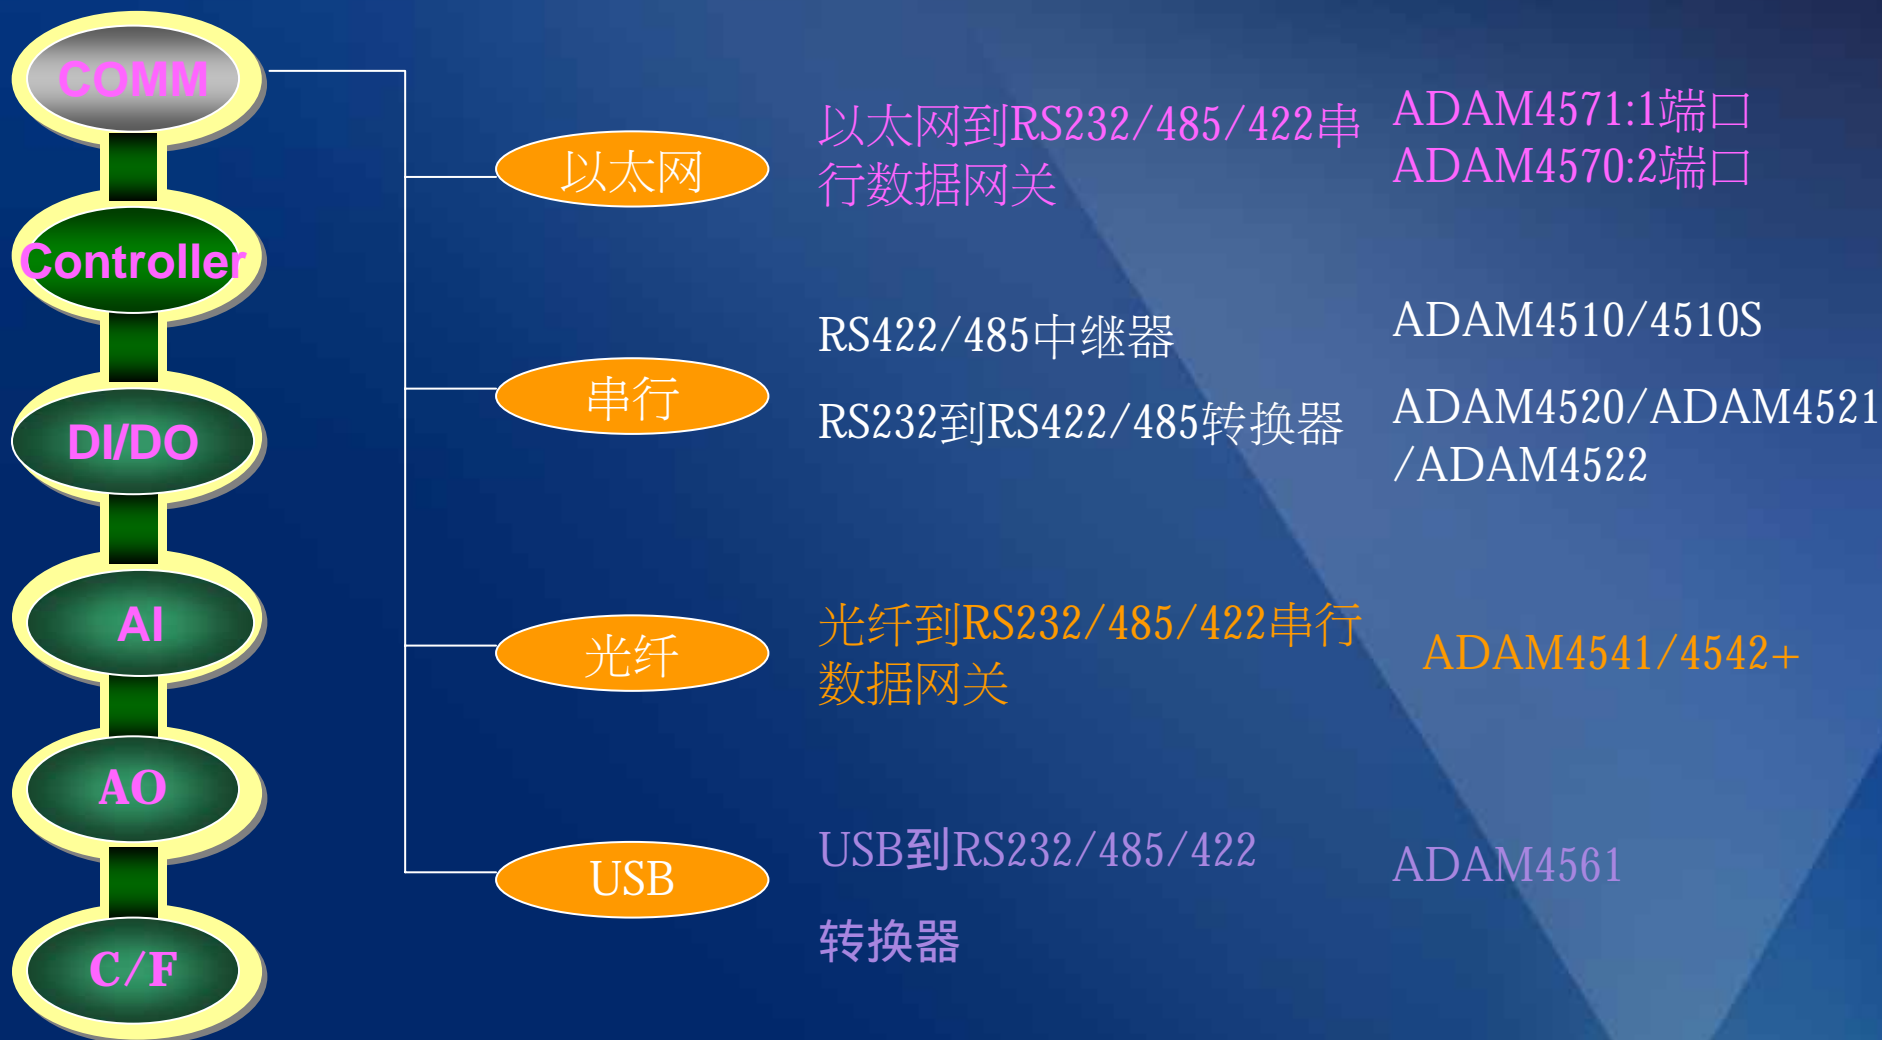 COMM
Controller
DI/DO
AI
AO
C/F
以太网
以太网到RS232/485/422串
行数据网关
ADAM4571:1端口
ADAM4570:2端口
串行
RS422/485中继器
ADAM4510/4510S
RS232到RS422/485转换器
ADAM4520/ADAM4521
/ADAM4522
光纤
光纤到RS232/485/422串行
数据网关
ADAM4541/4542+
USB
USB到RS232/485/422
转换器
ADAM4561